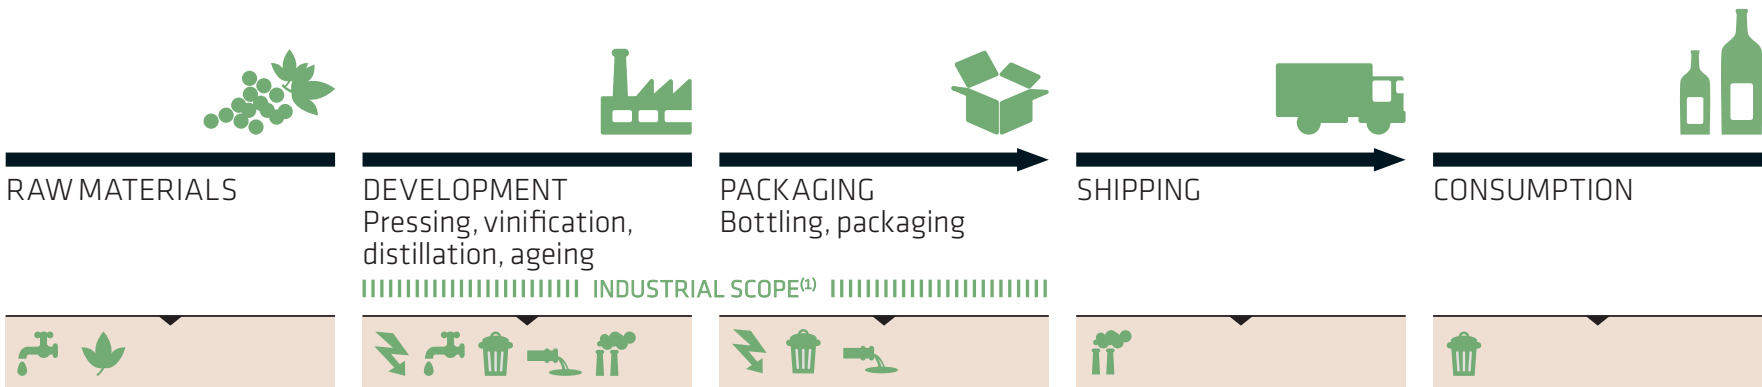 RAW MATERIALS
DEVELOPMENT
Pressing, vinification,
distillation, ageing
PACKAGING
Bottling, packaging
INDUSTRIAL SCOPE(1)
SHIPPING
CONSUMPTION